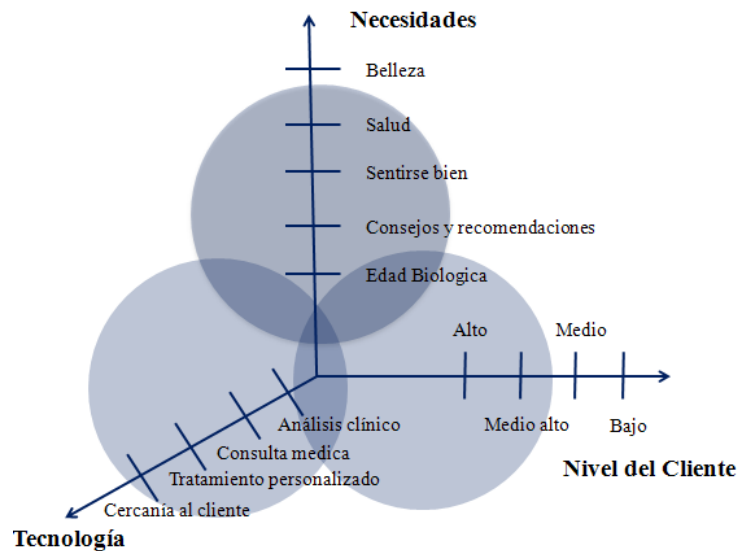 Necesidades
Belleza
Salud
Sentirse bien
Consejos y recomendaciones
Edad Biologica
Alto
Medio
Análisis clínico
Medio alto
Bajo
Consulta medica
Nivel del Cliente
Tratamiento personalizado
Cercanía al cliente
Tecnología